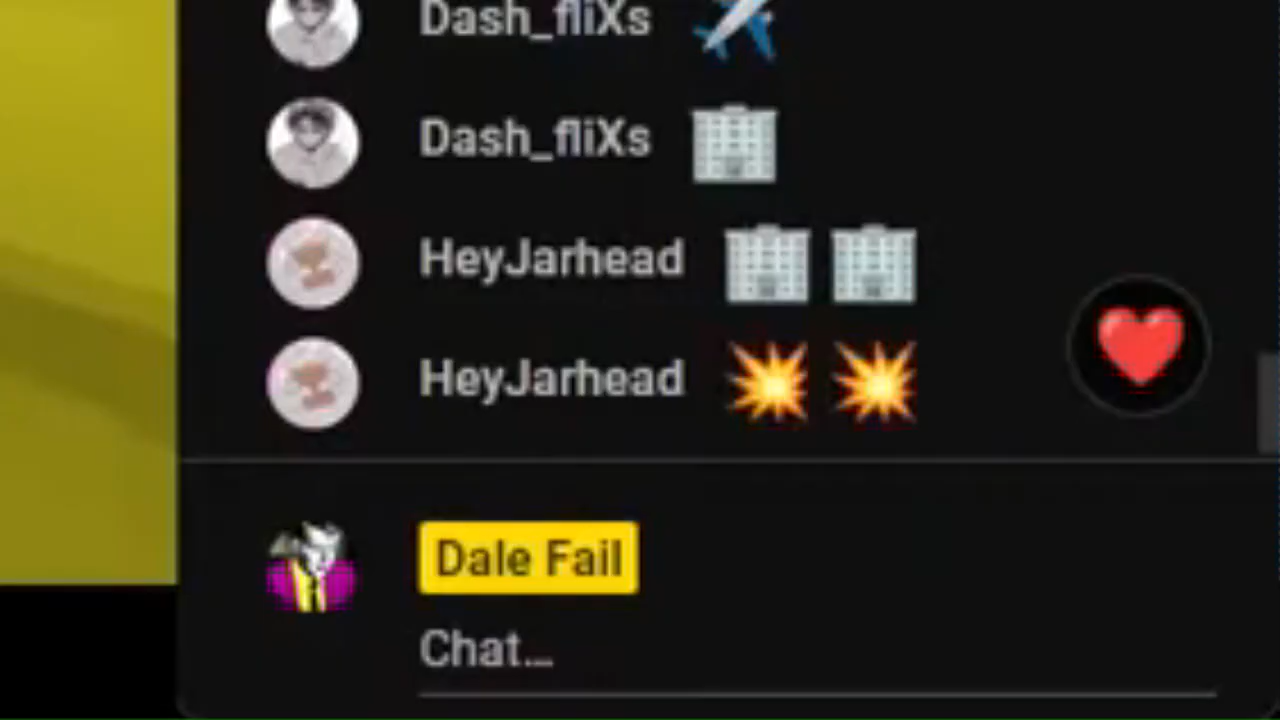 Dash_fliXs ✈️
Dash_fliXs 🏢
HeyJarhead 🏢 🏢
HeyJarhead 💥 💥
Dale Fail
Chat...